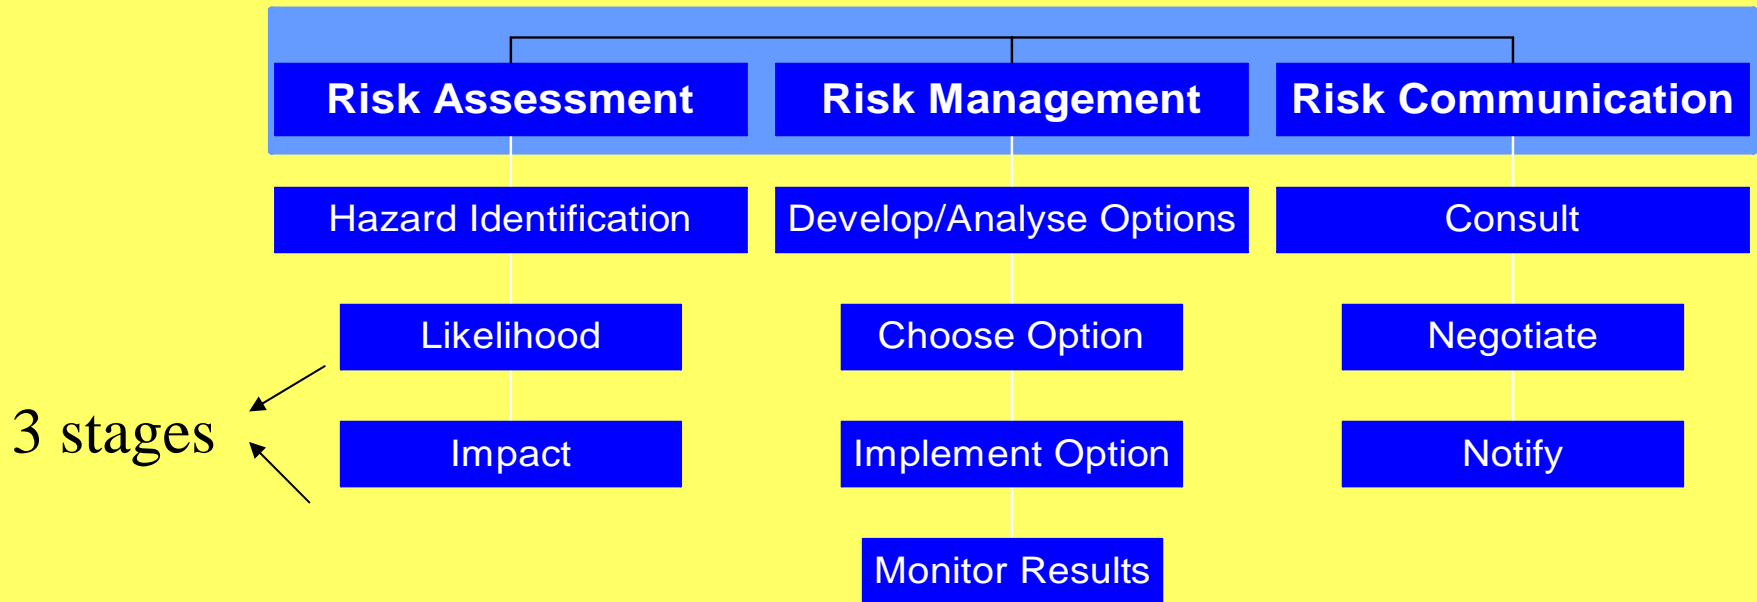 Risk Assessment
Risk Management
Risk Communication
Hazard Identification
Develop/Analyse Options
Consult
Likelihood
Choose Option
Negotiate
3 stages
Impact
Implement Option
Notify
Monitor Results